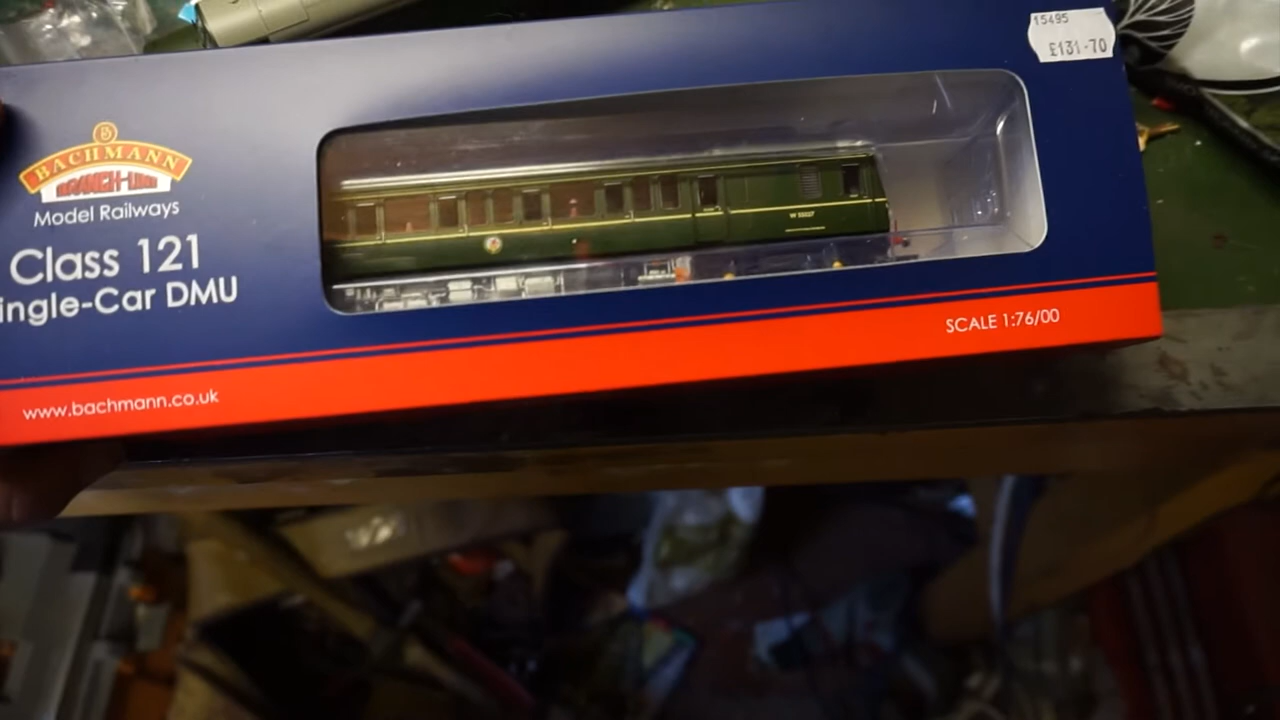 15495
£131-70
BACHMANN
BRANCH-LINE
Model Railways
Class 121
ingle-Car DMU
SCALE 1:76/00
www.bachmann.co.uk